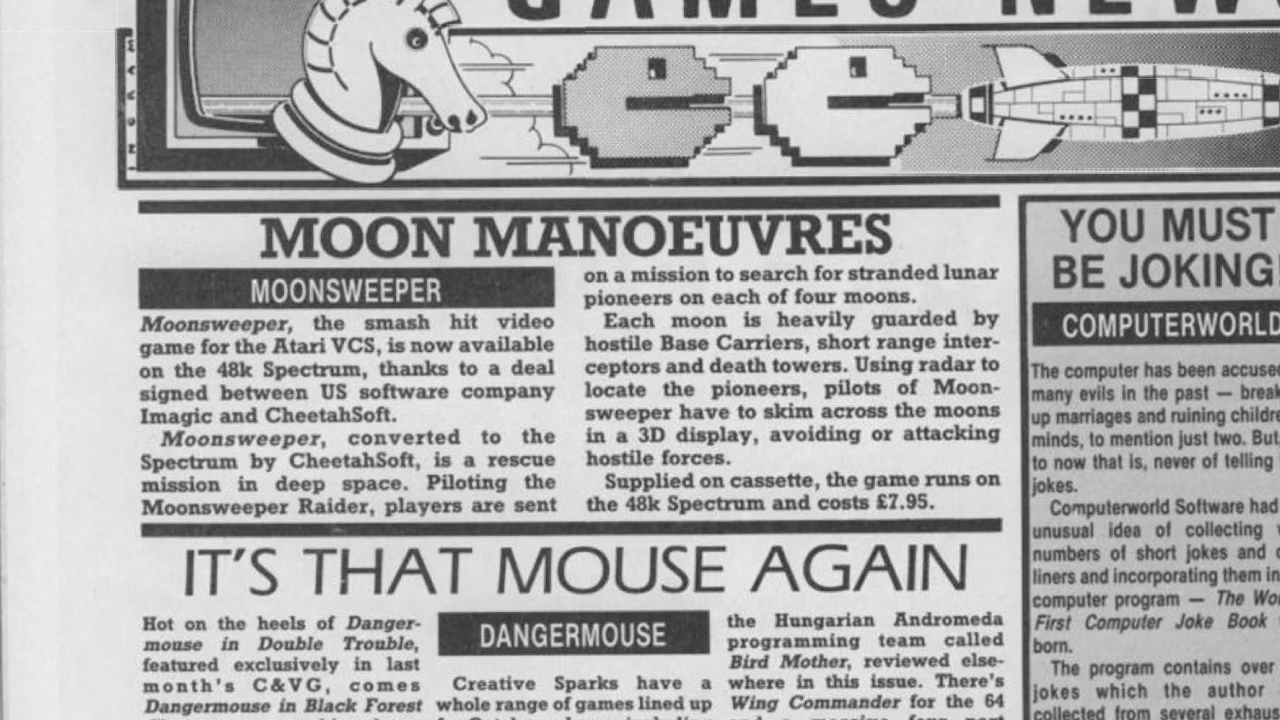 GAMES NEWS
MOON MANOEUVRES
MOONSWEEPER
Moonsweeper, the smash hit video
game for the Atari VCS, is now available
on the 48k Spectrum, thanks to a deal
signed between US software company
Imagic and CheetahSoft.
Moonsweeper, converted to the
Spectrum by CheetahSoft, is a rescue
mission in deep space. Piloting the
Moonsweeper Raider, players are sent
on a mission to search for stranded lunar
pioneers on each of four moons.
Each moon is heavily guarded by
hostile Base Carriers, short range inter-
ceptors and death towers. Using radar to
locate the pioneers, pilots of Moon-
sweeper have to skim across the moons
in a 3D display, avoiding or attacking
hostile forces.
Supplied on cassette, the game runs on
the 48k Spectrum and costs £7.95.
IT'S THAT MOUSE AGAIN
Hot on the heels of Danger-
mouse in Double Trouble,
featured exclusively in last
month's C&VG, comes
Dangermouse in Black Forest
DANGERMOUSE
Creative Sparks have a
whole range of games lined up
the Hungarian Andromeda
programming team called
Bird Mother, reviewed else-
where in this issue. There's
Wing Commander for the 64
YOU MUST
BE JOKING!
COMPUTERWORLD
The computer has been accused
many evils in the past — break
up marriages and ruining childre
minds, to mention just two. But
to now that is, never of telling
jokes.
Computerworld Software had
unusual idea of collecting
numbers of short jokes and
liners and incorporating them in
computer program — The Wor
First Computer Joke Book
born.
The program contains over
jokes which the author
collected from several exhaus